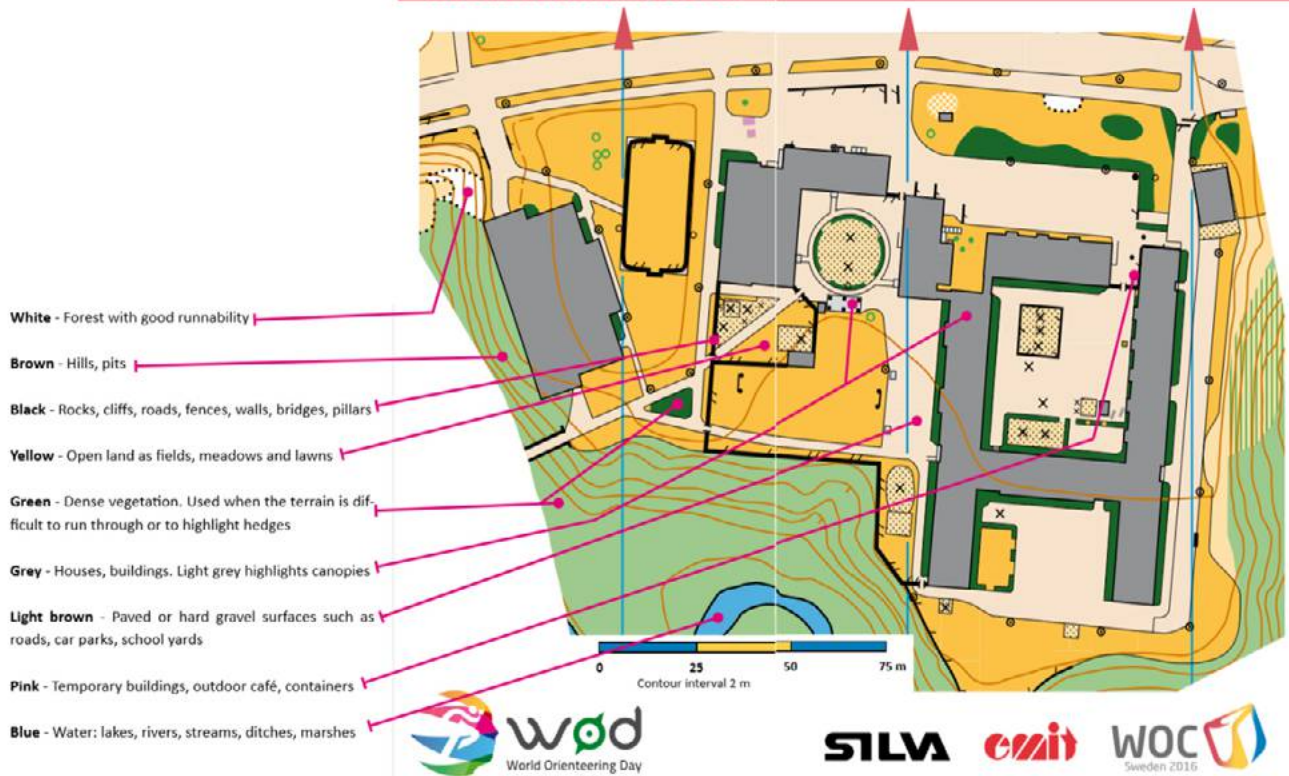 White - Forest with good runnability
Brown - Hills, pits
Black - Rocks, cliffs, roads, fences, walls, bridges, pillars
Yellow - Open land as fields, meadows and lawns
Green - Dense vegetation. Used when the terrain is dif-
ficult to run through or to highlight hedges
Grey - Houses, buildings. Light grey highlights canopies
Light brown - Paved or hard gravel surfaces such as
roads, car parks, school yards
Pink - Temporary buildings, outdoor café, containers
Blue - Water: lakes, rivers, streams, ditches, marshes
0 25 50 75 m
Contour interval 2 m
wød
World Orienteering Day
SILVA
emit
WOC
Sweden 2016